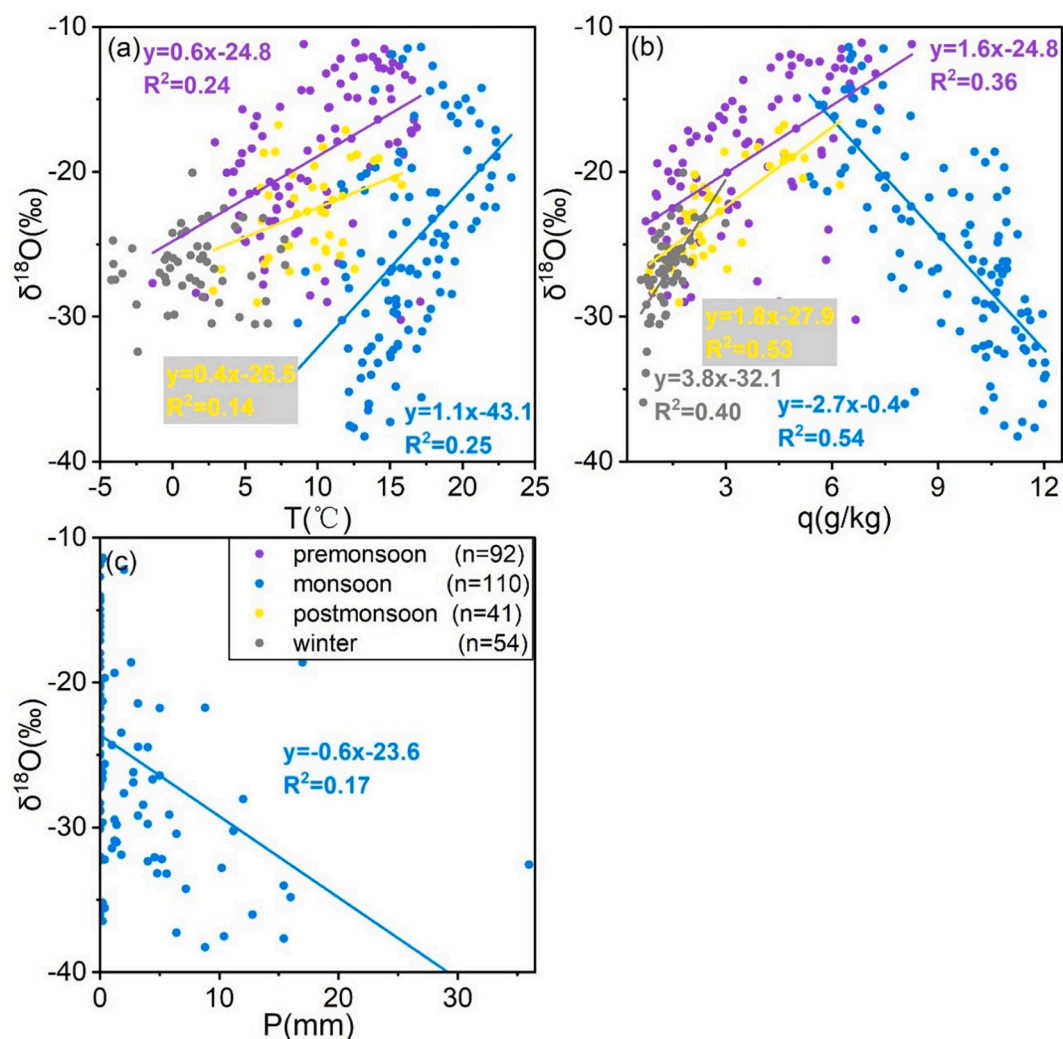 (a)
y=0.6x-24.8
R²=0.24
y=0.4x-26.5
R²=0.14
y=1.1x-43.1
R²=0.25
-10
-20
-30
-40
δ¹⁸O(‰)
-5 0 5 10 15 20 25
T(℃)
(b)
y=1.6x-24.8
R²=0.36
y=1.8x-27.9
R²=0.53
y=3.8x-32.1
R²=0.40
y=-2.7x-0.4
R²=0.54
-10
-20
-30
-40
δ¹⁸O(‰)
3 6 9 12
q(g/kg)
(c)
premonsoon (n=92)
monsoon (n=110)
postmonsoon (n=41)
winter (n=54)
y=-0.6x-23.6
R²=0.17
-10
-20
-30
-40
δ¹⁸O(‰)
0 10 20 30
P(mm)